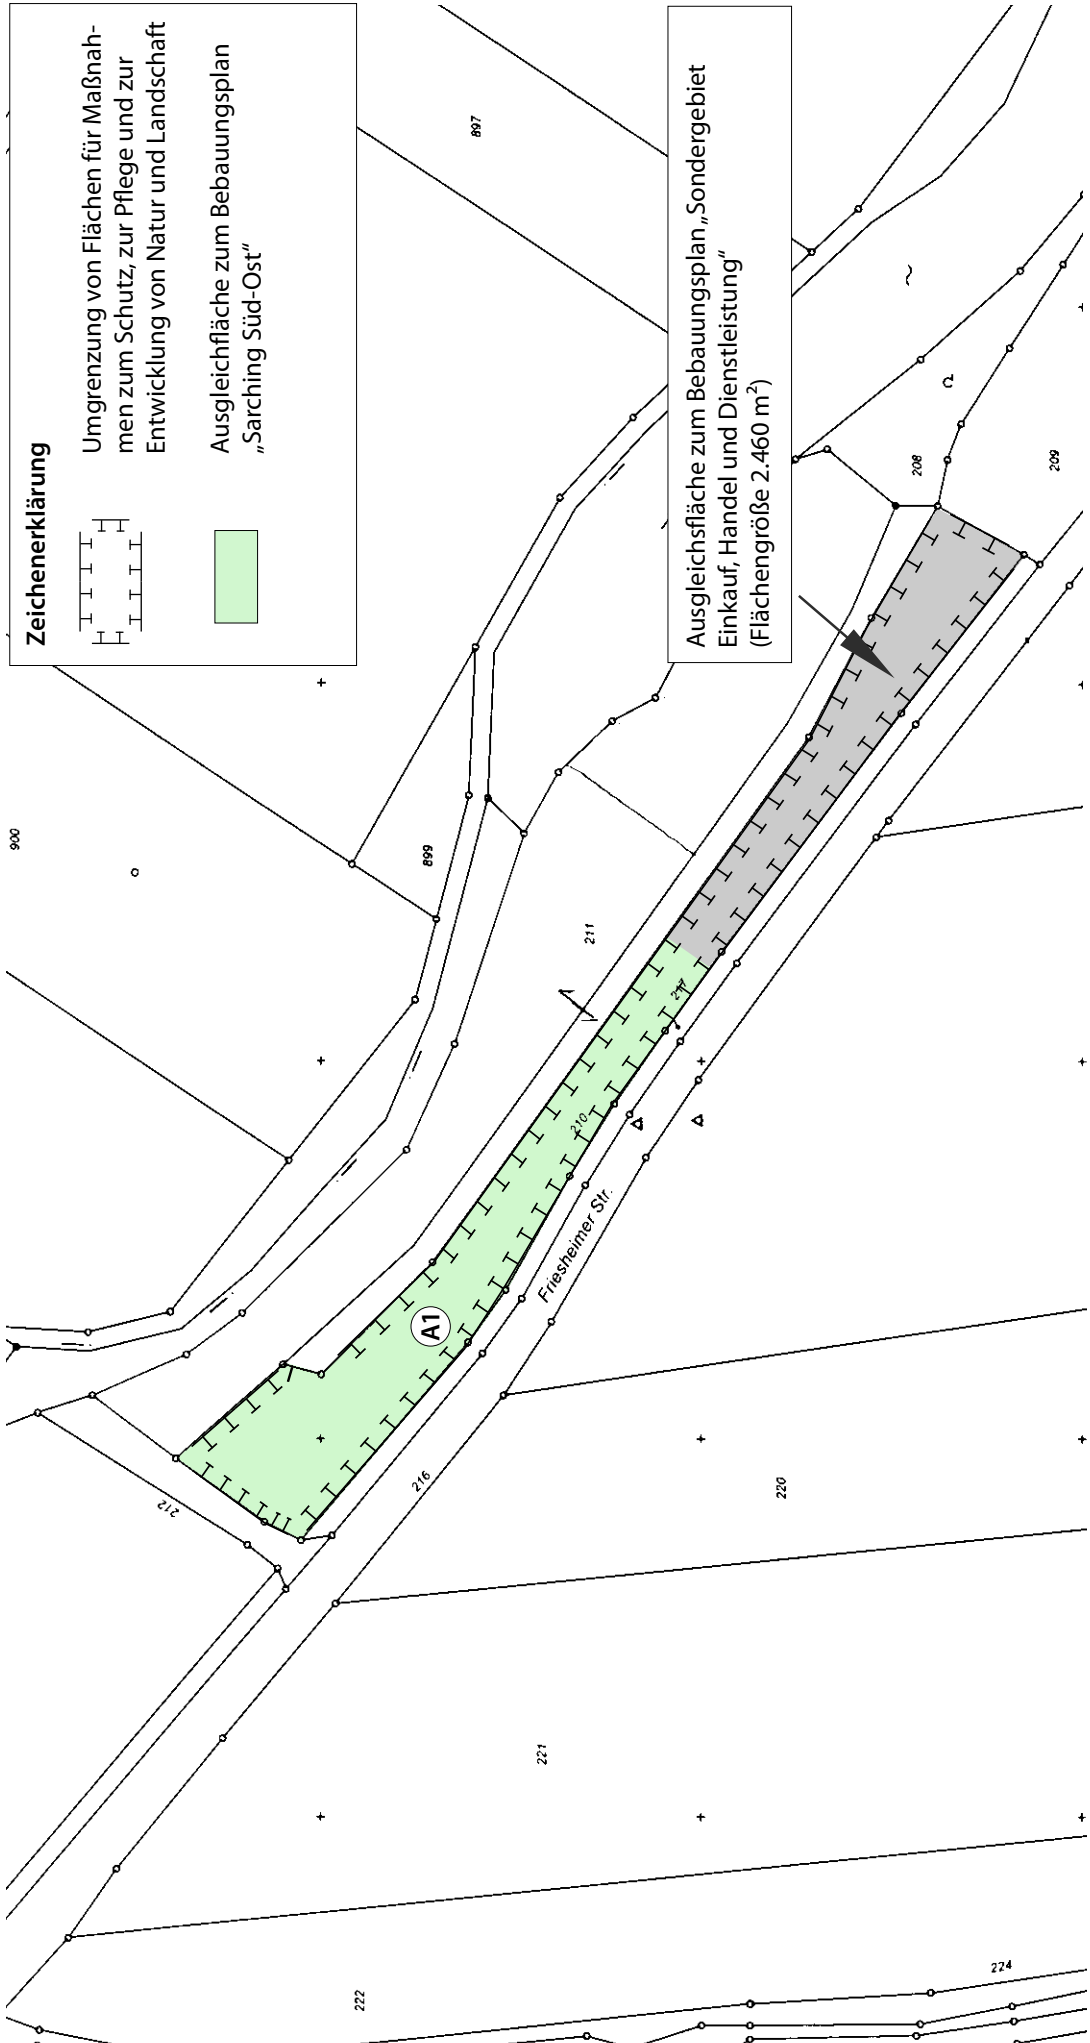 Zeichenerklärung
Umgrenzung von Flächen für Maßnah-
men zum Schutz, zur Pflege und zur
Entwicklung von Natur und Landschaft
Ausgleichfläche zum Bebauungsplan
„Sarching Süd-Ost“
Ausgleichsfläche zum Bebauungsplan „Sondergebiet
Einkauf, Handel und Dienstleistung“
(Flächengröße 2.460 m²)
897
900
899
211
208
209
217
210
A1
Friesheimer Str.
212
216
220
221
222
224